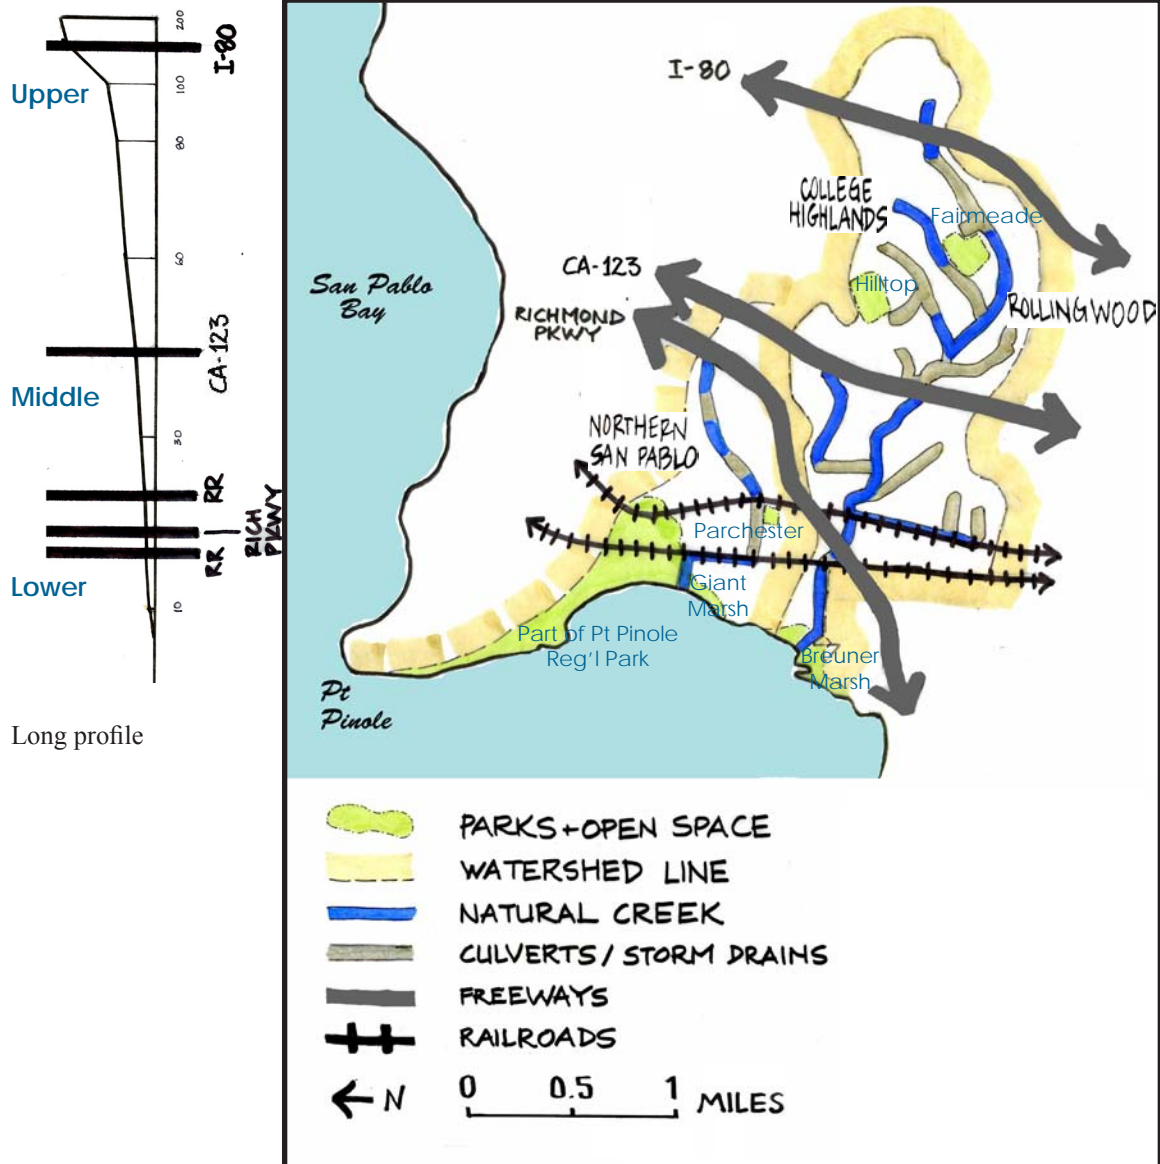 200
I-80
100
Upper
80
60
CA-123
Middle
30
RR
RICH
PKWY
RR
Lower
10
Long profile
I-80
COLLEGE
HIGHLANDS
Fairmeade
CA-123
Hilltop
San Pablo
Bay
RICHMOND
PKWY
ROLLINGWOOD
NORTHERN
SAN PABLO
Parchester
Giant
Marsh
Part of Pt Pinole
Reg'l Park
Breuner
Marsh
Pt
Pinole
PARKS+OPEN SPACE
WATERSHED LINE
NATURAL CREEK
CULVERTS/STORM DRAINS
FREEWAYS
RAILROADS
N
0 0.5 1 MILES